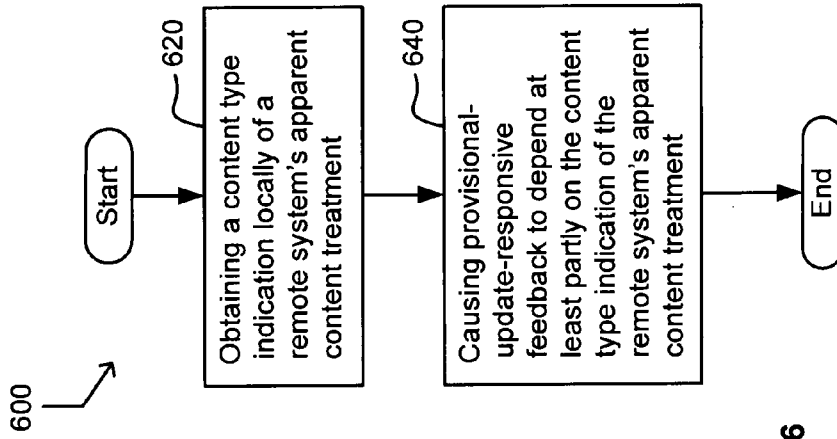 600
Start
620
Obtaining a content type
indication locally of a
remote system's apparent
content treatment
640
Causing provisional-
update-responsive
feedback to depend at
least partly on the content
type indication of the
remote system's apparent
content treatment
End
6